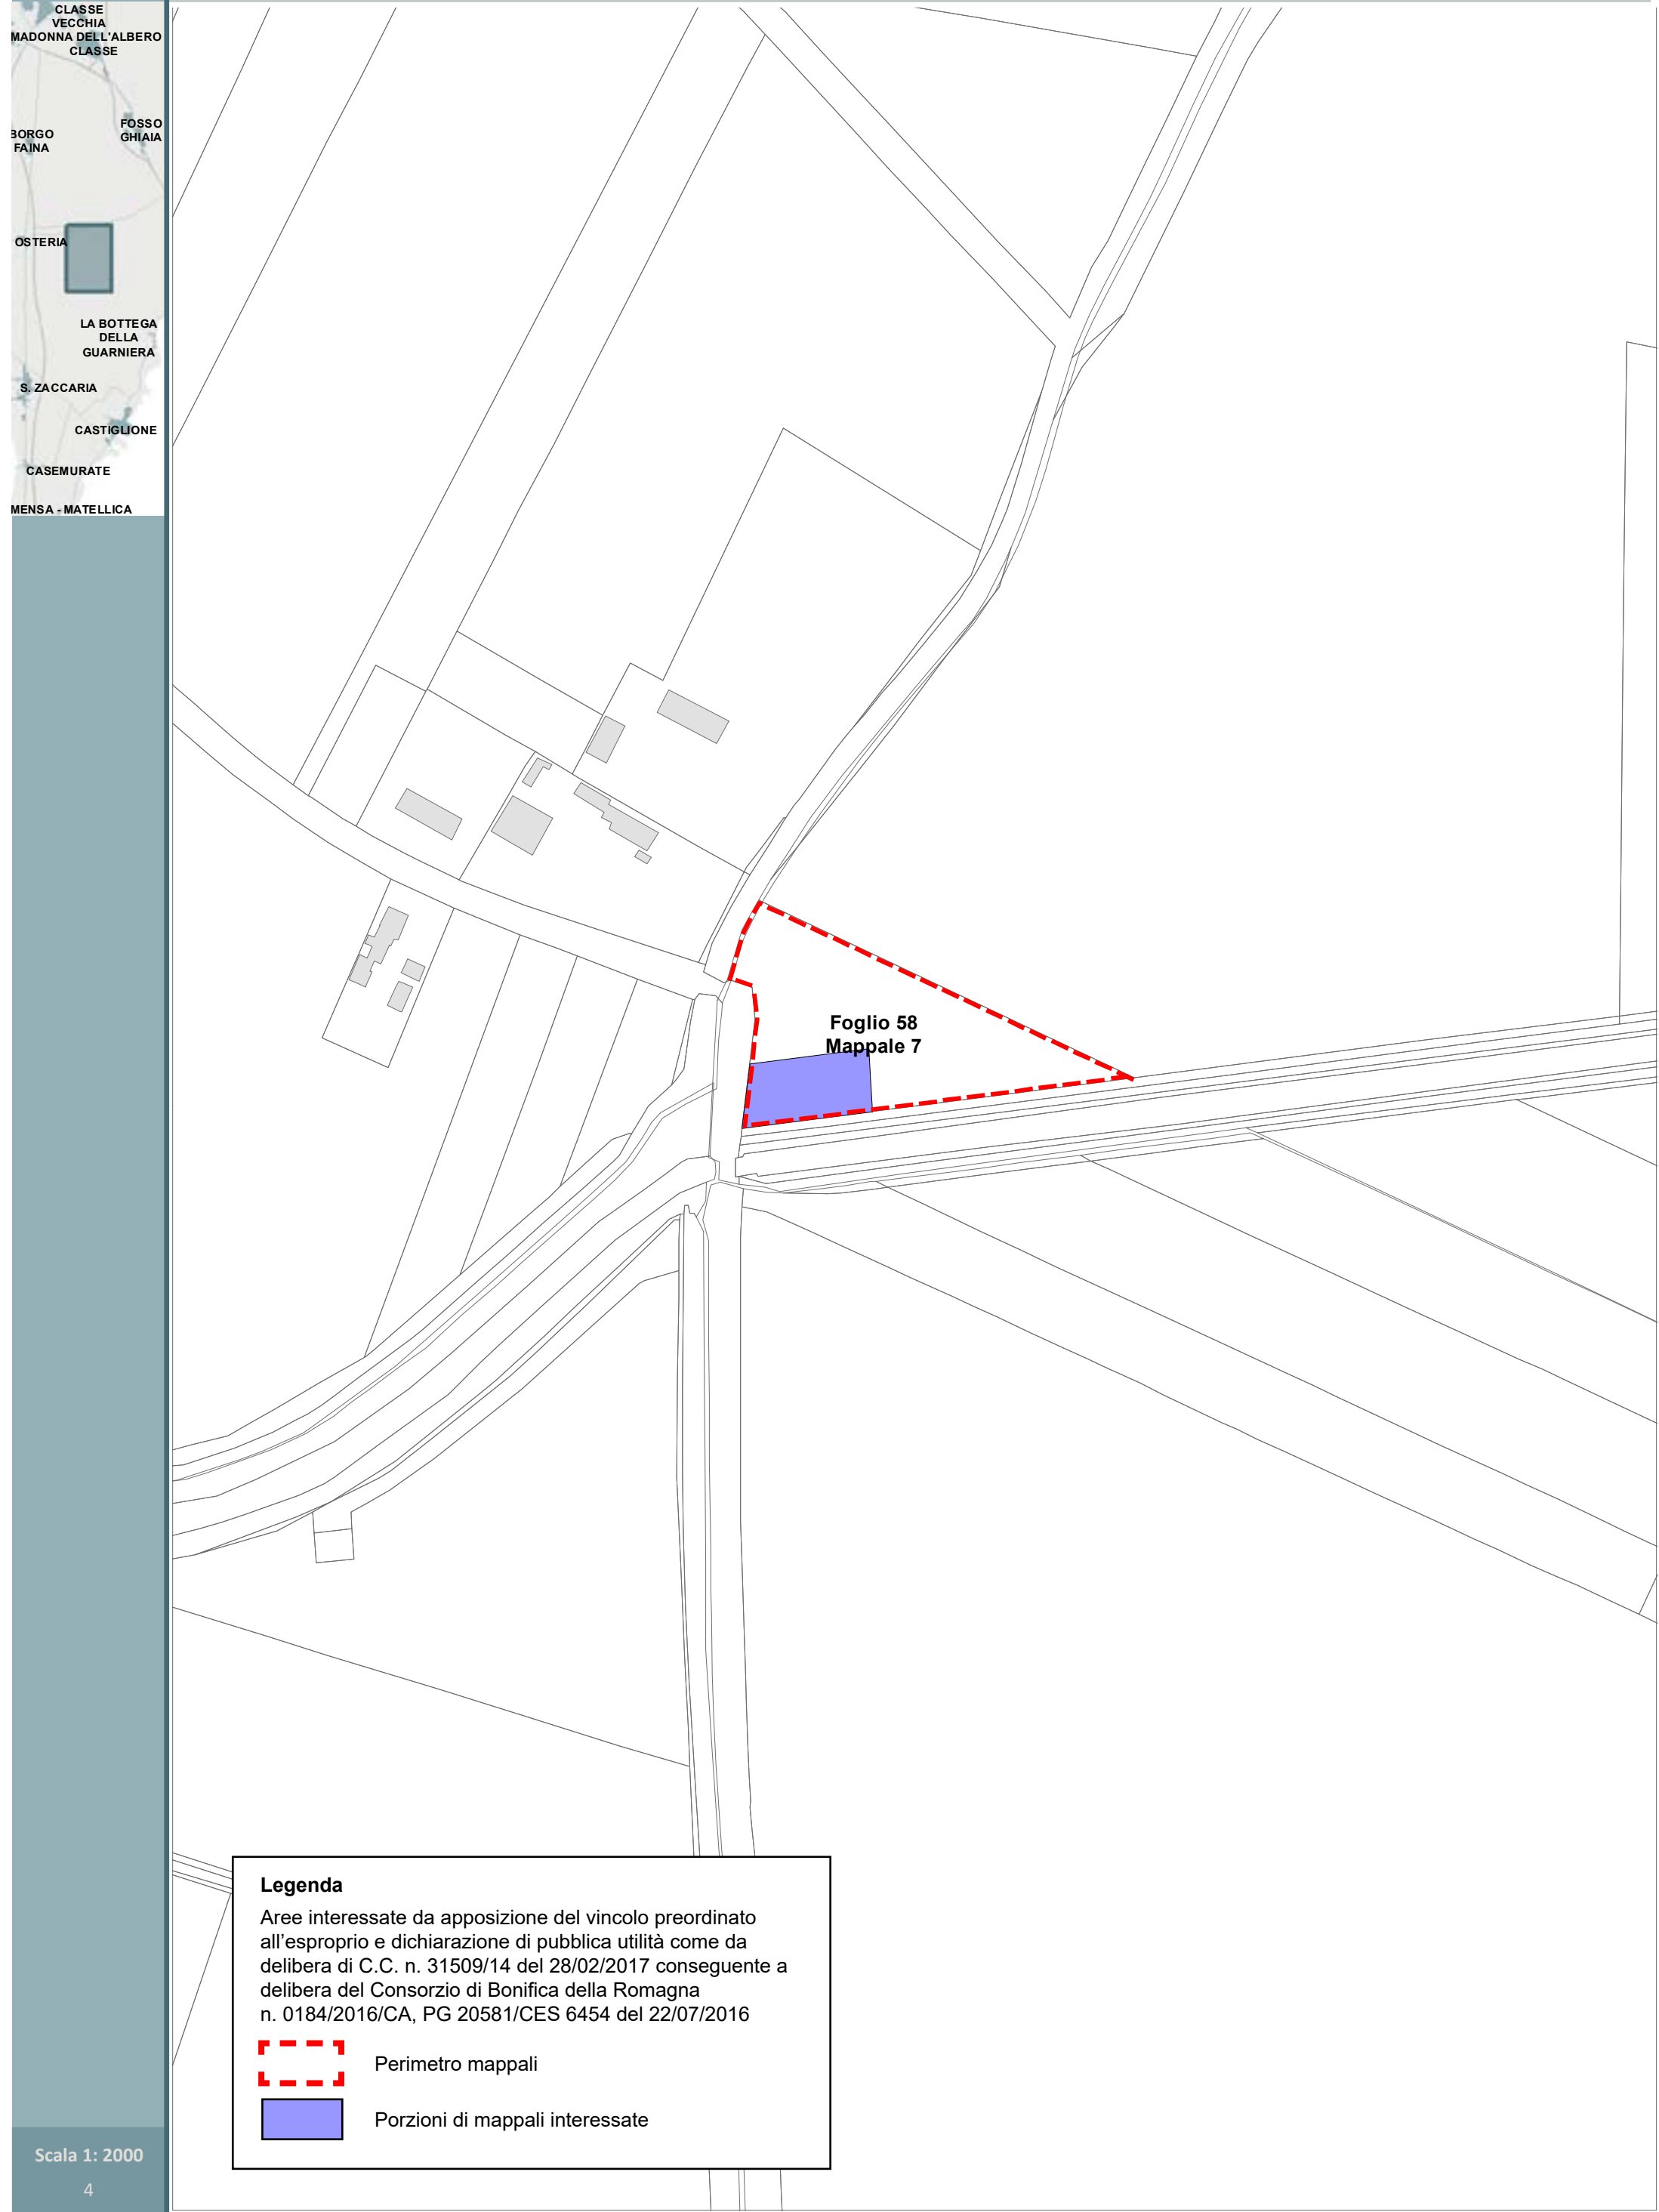 CLASSE
VECCHIA
MADONNA DELL'ALBERO
CLASSE
FOSSO
GHIAIA
BORGO
FAINA
OSTERIA
LA BOTTEGA
DELLA
GUARNIERA
S. ZACCARIA
CASTIGLIONE
CASEMURATE
MENSA - MATELLICA
Foglio 58
Mappale 7
Legenda
Aree interessate da apposizione del vincolo preordinato
all'esproprio e dichiarazione di pubblica utilità come da
delibera di C.C. n. 31509/14 del 28/02/2017 conseguente a
delibera del Consorzio di Bonifica della Romagna
n. 0184/2016/CA, PG 20581/CES 6454 del 22/07/2016
Perimetro mappali
Porzioni di mappali interessate
Scala 1: 2000
4